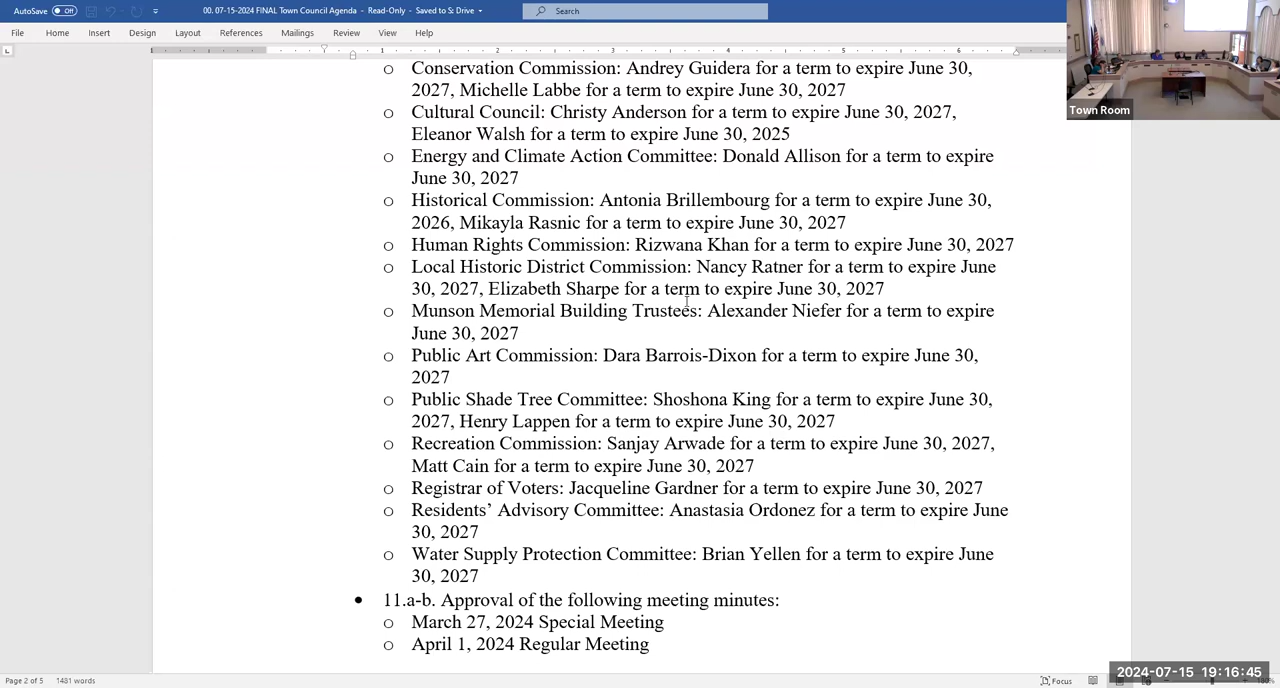 AutoSave Off 00. 07-15-2024 FINAL Town Council Agenda - Read-Only - Saved to S: Drive Search
File Home Insert Design Layout References Mailings Review View Help
1 1 2 3 4 5 6
Conservation Commission: Andrey Guidera for a term to expire June 30,
2027, Michelle Labbe for a term to expire June 30, 2027
Town Room
o Cultural Council: Christy Anderson for a term to expire June 30, 2027,
Eleanor Walsh for a term to expire June 30, 2025
o Energy and Climate Action Committee: Donald Allison for a term to expire
June 30, 2027
o Historical Commission: Antonia Brillembourg for a term to expire June 30,
2026, Mikayla Rasnic for a term to expire June 30, 2027
o Human Rights Commission: Rizwana Khan for a term to expire June 30, 2027
o Local Historic District Commission: Nancy Ratner for a term to expire June
30, 2027, Elizabeth Sharpe for a term to expire June 30, 2027
o Munson Memorial Building Trustees: Alexander Niefer for a term to expire
June 30, 2027
o Public Art Commission: Dara Barrois-Dixon for a term to expire June 30,
2027
o Public Shade Tree Committee: Shoshona King for a term to expire June 30,
2027, Henry Lappen for a term to expire June 30, 2027
o Recreation Commission: Sanjay Arwade for a term to expire June 30, 2027,
Matt Cain for a term to expire June 30, 2027
o Registrar of Voters: Jacqueline Gardner for a term to expire June 30, 2027
o Residents’ Advisory Committee: Anastasia Ordonez for a term to expire June
30, 2027
o Water Supply Protection Committee: Brian Yellen for a term to expire June
30, 2027
• 11.a-b. Approval of the following meeting minutes:
o March 27, 2024 Special Meeting
o April 1, 2024 Regular Meeting
Page 2 of 5 1481 words Focus
2024-07-15 19:16:45